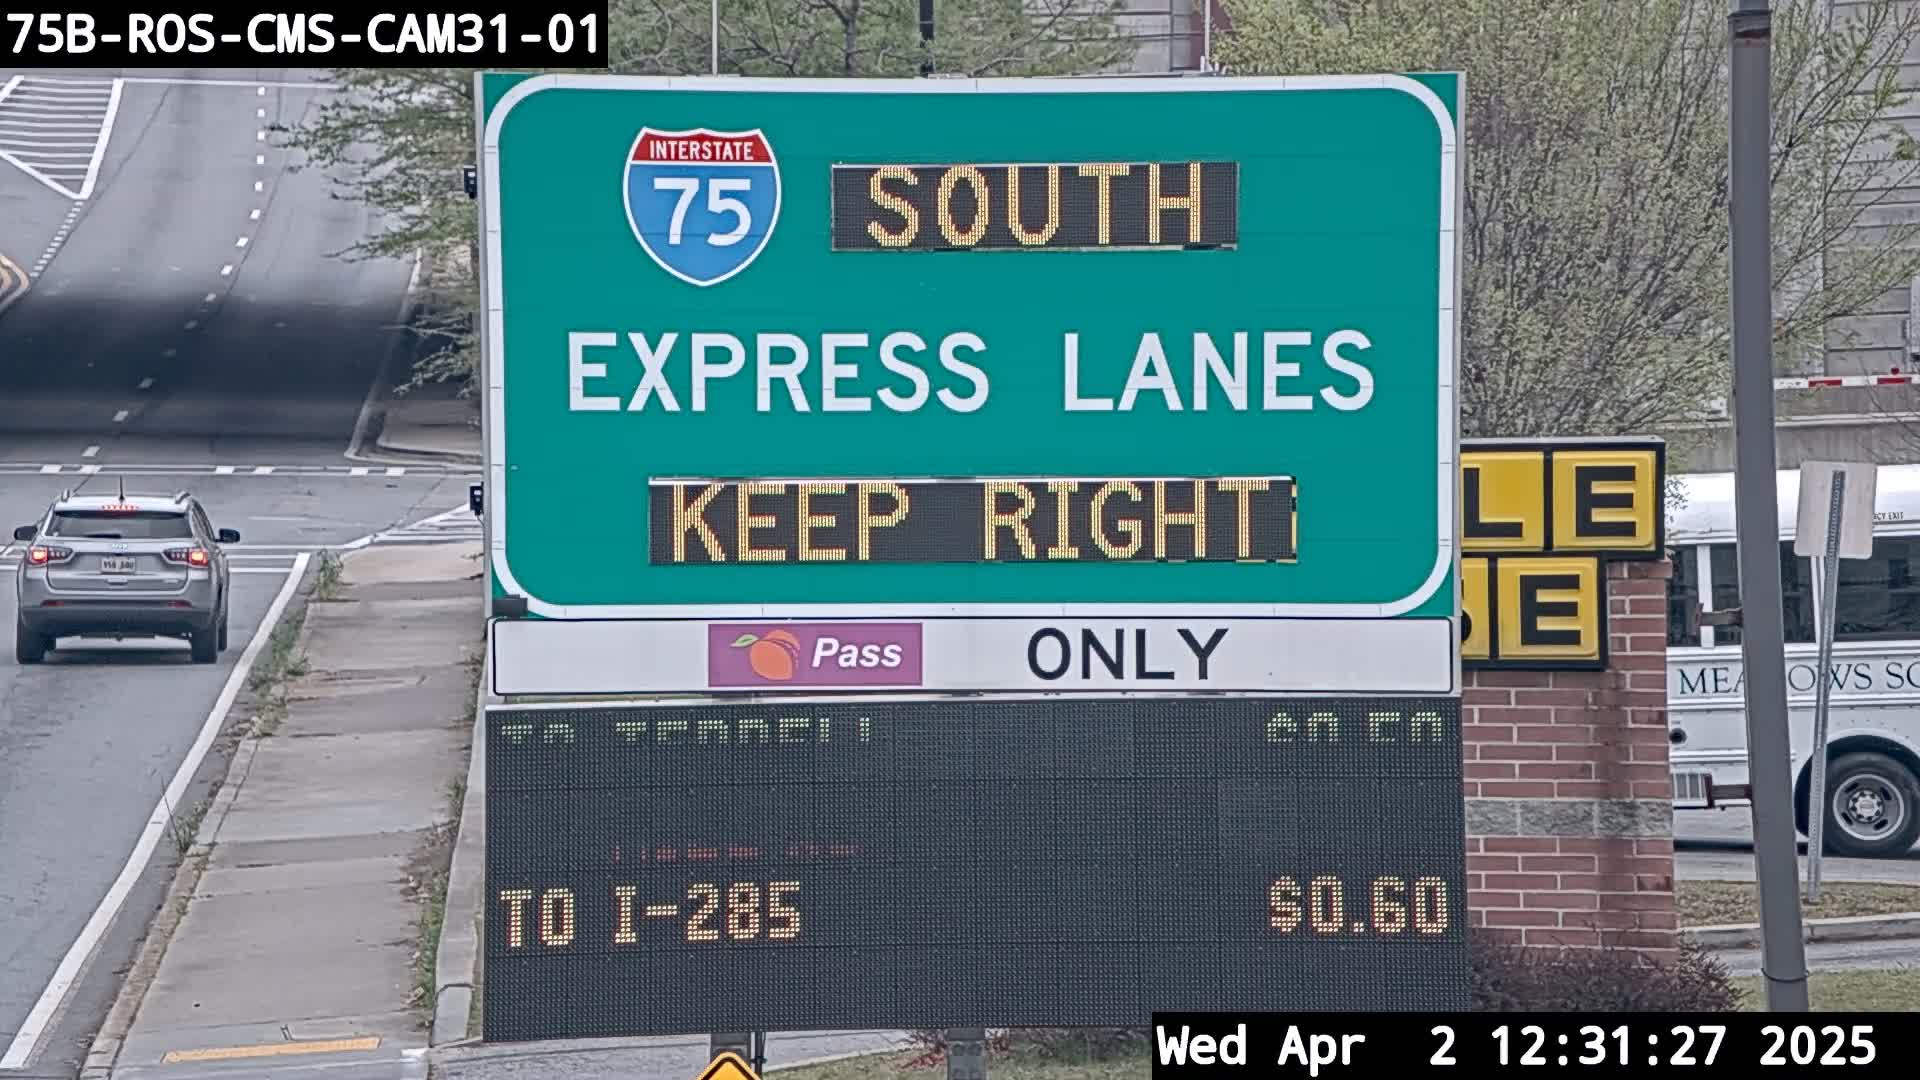 75B-ROS-CMS-CAM31-01
INTERSTATE
75
SOUTH
EXPRESS LANES
KEEP RIGHT
Pass ONLY
TO I-285 $0.60
LE
E
Wed Apr 2 12:31:27 2025